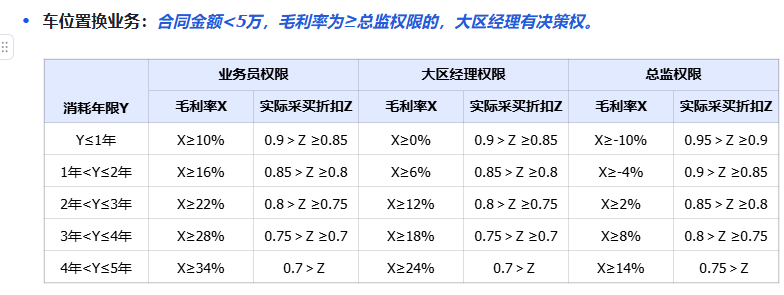 • 车位置换业务：合同金额<5万，毛利率为≥总监权限的，大区经理有决策权。
消耗年限Y 业务员权限 大区经理权限 总监权限
毛利率X 实际采买折扣Z 毛利率X 实际采买折扣Z 毛利率X 实际采买折扣Z
Y≤1年 X≥10% 0.9＞Z ≥0.85 X≥0% 0.9＞Z ≥0.85 X≥-10% 0.95＞Z ≥0.9
1年<Y≤2年 X≥16% 0.85＞Z ≥0.8 X≥6% 0.85＞Z ≥0.8 X≥-4% 0.9＞Z ≥0.85
2年<Y≤3年 X≥22% 0.8＞Z ≥0.75 X≥12% 0.8＞Z ≥0.75 X≥2% 0.85＞Z ≥0.8
3年<Y≤4年 X≥28% 0.75＞Z ≥0.7 X≥18% 0.75＞Z ≥0.7 X≥8% 0.8＞Z ≥0.75
4年<Y≤5年 X≥34% 0.7＞Z X≥24% 0.7＞Z X≥14% 0.75＞Z